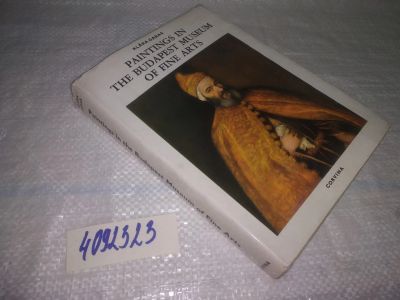 KLÁRA GARAS
PAINTINGS IN
THE BUDAPEST MUSEUM
OF FINE ARTS
CORVINA
Paintings in the Budapest Museum of Fine Arts
4092323